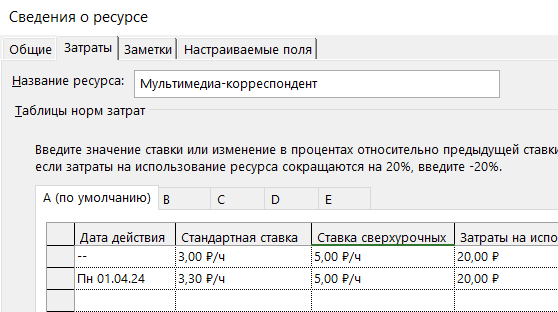 Сведения о ресурсе
Общие Затраты Заметки Настраиваемые поля
Название ресурса: Мультимедиа-корреспондент
Таблицы норм затрат
Введите значение ставки или изменение в процентах относительно предыдущей ставки
если затраты на использование ресурса сокращаются на 20%, введите -20%.
A (по умолчанию) B C D E
Дата действия Стандартная ставка Ставка сверхурочных Затраты на испо
-- 3,00 ₽/ч 5,00 ₽/ч 20,00 ₽
Пн 01.04.24 3,30 ₽/ч 5,00 ₽/ч 20,00 ₽